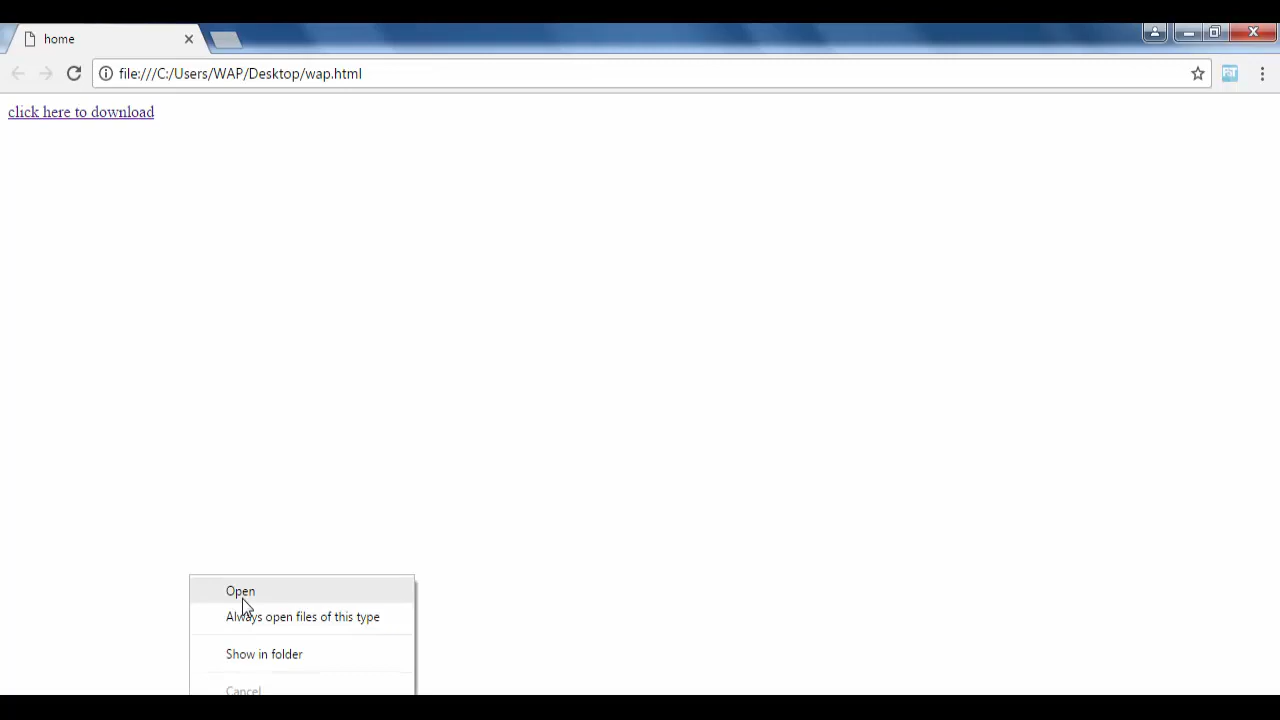 home
file:///C:/Users/WAP/Desktop/wap.html
click here to download
Open
Always open files of this type
Show in folder
Cancel